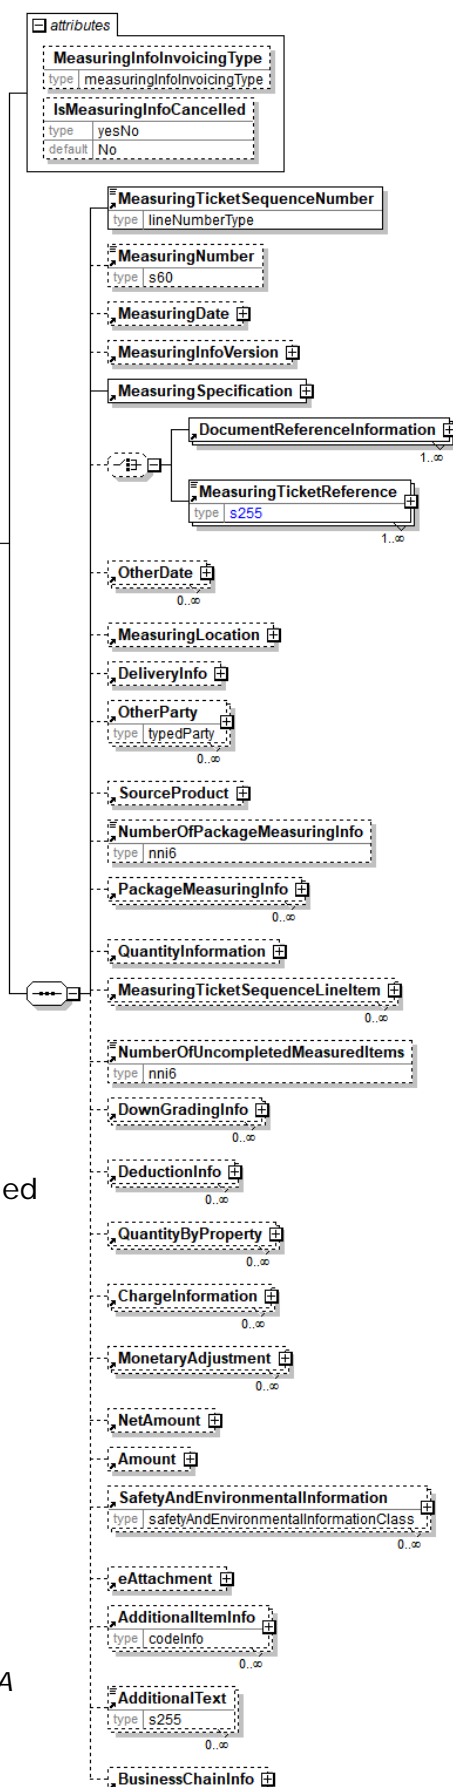 attributes
MeasuringInfoInvoicingType
type measuringInfoInvoicingType
IsMeasuringInfoCancelled
type yesNo
default No
MeasuringTicketSequenceNumber
type lineNumberType
MeasuringNumber
type s60
MeasuringDate
MeasuringInfoVersion
MeasuringSpecification
DocumentReferenceInformation
1..∞
MeasuringTicketReference
type s255
1..∞
OtherDate
0..∞
MeasuringLocation
DeliveryInfo
OtherParty
type typedParty
0..∞
SourceProduct
NumberOfPackageMeasuringInfo
type nni6
PackageMeasuringInfo
0..∞
QuantityInformation
MeasuringTicketSequenceLineItem
0..∞
NumberOfUncompletedMeasuredItems
type nni6
DownGradingInfo
0..∞
DeductionInfo
ed
0..∞
QuantityByProperty
0..∞
ChargeInformation
0..∞
MonetaryAdjustment
0..∞
NetAmount
Amount
SafetyAndEnvironmentalInformation
type safetyAndEnvironmentalInformationClass
0..∞
eAttachment
AdditionalItemInfo
type codeInfo
0..∞
A
AdditionalText
type s255
0..∞
BusinessChainInfo